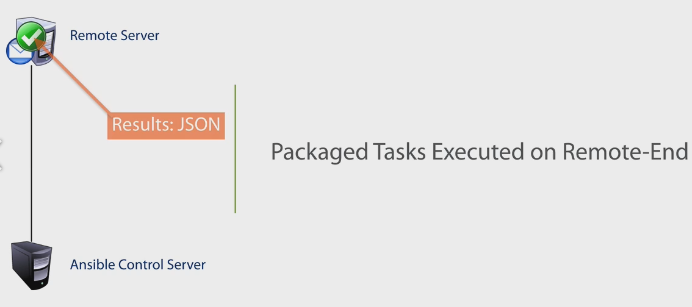 Remote Server
Results: JSON
Packaged Tasks Executed on Remote-End
Ansible Control Server